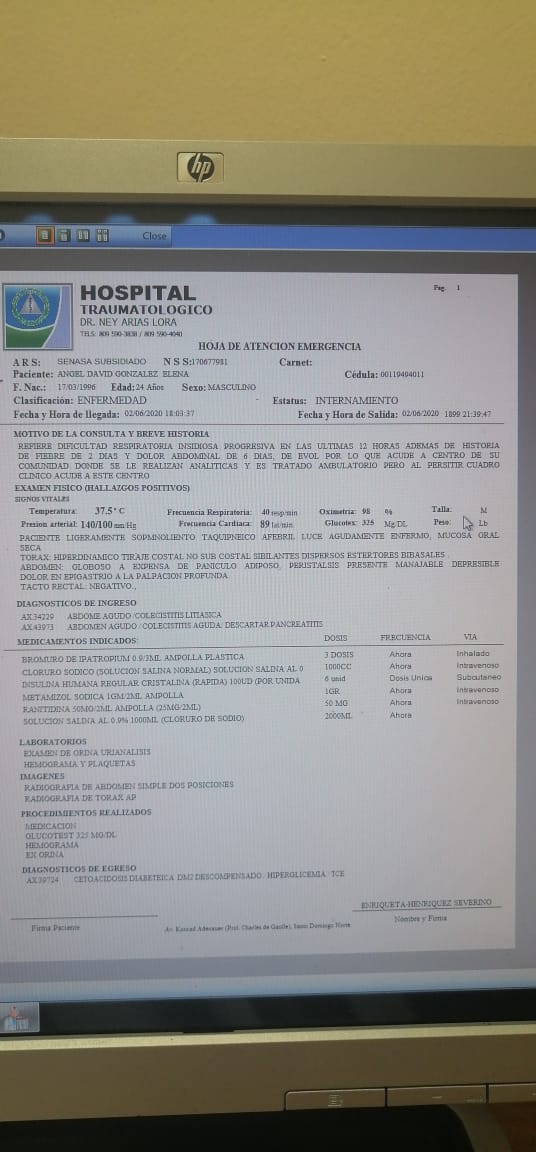 hp
Close
HOSPITAL
TRAUMATOLOGICO
DR. NEY ARIAS LORA
TELS: 809 590-3838 / 809 590-4040
Pag. 1
HOJA DE ATENCION EMERGENCIA
ARS: SENASA SUBSIDIADO NSS:170677981 Carnet:
Paciente: ANGEL DAVID GONZALEZ ELENA Cédula: 00119494011
F. Nac.: 17/03/1996 Edad:24 Años Sexo: MASCULINO
Clasificación: ENFERMEDAD Estatus: INTERNAMIENTO
Fecha y Hora de llegada: 02/06/2020 18:03:37 Fecha y Hora de Salida: 02/06/2020 1899 21:39:47
MOTIVO DE LA CONSULTA Y BREVE HISTORIA
REFIERE DIFICULTAD RESPIRATORIA INSIDIOSA PROGRESIVA EN LAS ULTIMAS 12 HORAS ADEMAS DE HISTORIA
DE FIEBRE DE 2 DIAS Y DOLOR ABDOMINAL DE 6 DIAS, DE EVOL POR LO QUE ACUDE A CENTRO DE SU
COMUNIDAD DONDE SE LE REALIZAN ANALITICAS Y ES TRATADO AMBULATORIO PERO AL PERSITIR CUADRO
CLINICO ACUDE A ESTE CENTRO
EXAMEN FISICO (HALLAZGOS POSITIVOS)
SIGNOS VITALES
Temperatura: 37.5° C Frecuencia Respiratoria: 40 resp/min Oximetria: 98 % Talla: M
Presion arterial: 140/100 mm/Hg Frecuencia Cardiaca: 89 lat/min Glucotex: 325 Mg/DL Peso: Lb
PACIENTE LIGERAMENTE SOPMNOLIENTO TAQUIPNEICO AFEBRIL LUCE AGUDAMENTE ENFERMO, MUCOSA ORAL
SECA
TORAX: HIPERDINAMICO TIRAJE COSTAL NO SUB COSTAL SIBILANTES DISPERSOS ESTERTORES BIBASALES
ABDOMEN: GLOBOSO A EXPENSA DE PANICULO ADIPOSO, PERISTALSIS PRESENTE MANAJABLE DEPRESIBLE
DOLOR EN EPIGASTRIO A LA PALPACION PROFUNDA.
TACTO RECTAL: NEGATIVO.,
DIAGNOSTICOS DE INGRESO
AX34229 ABDOME AGUDO /COLECISTITIS LITIASICA
AX43973 ABDOMEN AGUDO /COLECISTITIS AGUDA/ DESCARTAR PANCREATITIS
MEDICAMENTOS INDICADOS: DOSIS FRECUENCIA VIA
BROMURO DE IPATROPIUM 0.9/3ML AMPOLLA PLASTICA 3 DOSIS Ahora Inhalado
CLORURO SODICO (SOLUCION SALINA NORMAL) SOLUCION SALINA AL 0 1000CC Ahora Intravenoso
INSULINA HUMANA REGULAR CRISTALINA (RAPIDA) 100UD (POR UNIDA 6 unid Dosis Unica Subcutaneo
METAMIZOL SODICA 1GM/2ML AMPOLLA 1GR Ahora Intravenoso
RANITIDINA 50MG/2ML AMPOLLA (25MG/2ML) 50 MG Ahora Intravenoso
SOLUCION SALINA AL 0.9% 1000ML (CLORURO DE SODIO) 2000ML Ahora
LABORATORIOS
EXAMEN DE ORINA URIANALISIS
HEMOGRAMA Y PLAQUETAS
IMAGENES
RADIOGRAFIA DE ABDOMEN SIMPLE DOS POSICIONES
RADIOGRAFIA DE TORAX AP
PROCEDIMIENTOS REALIZADOS
MEDICACION
GLUCOTEST 325 MG/DL
HEMOGRAMA
EX ORINA
DIAGNOSTICOS DE EGRESO
AX39724 CETOACIDOSIS DIABETEICA DM2 DESCOMPENSADO / HIPERGLICEMIA / TCE
ENRIQUETA-HENRIQUEZ SEVERINO
Firma Paciente Av. Konrad Adenauer (Prol. Charles de Gaulle), Santo Domingo Norte Nombre y Firma